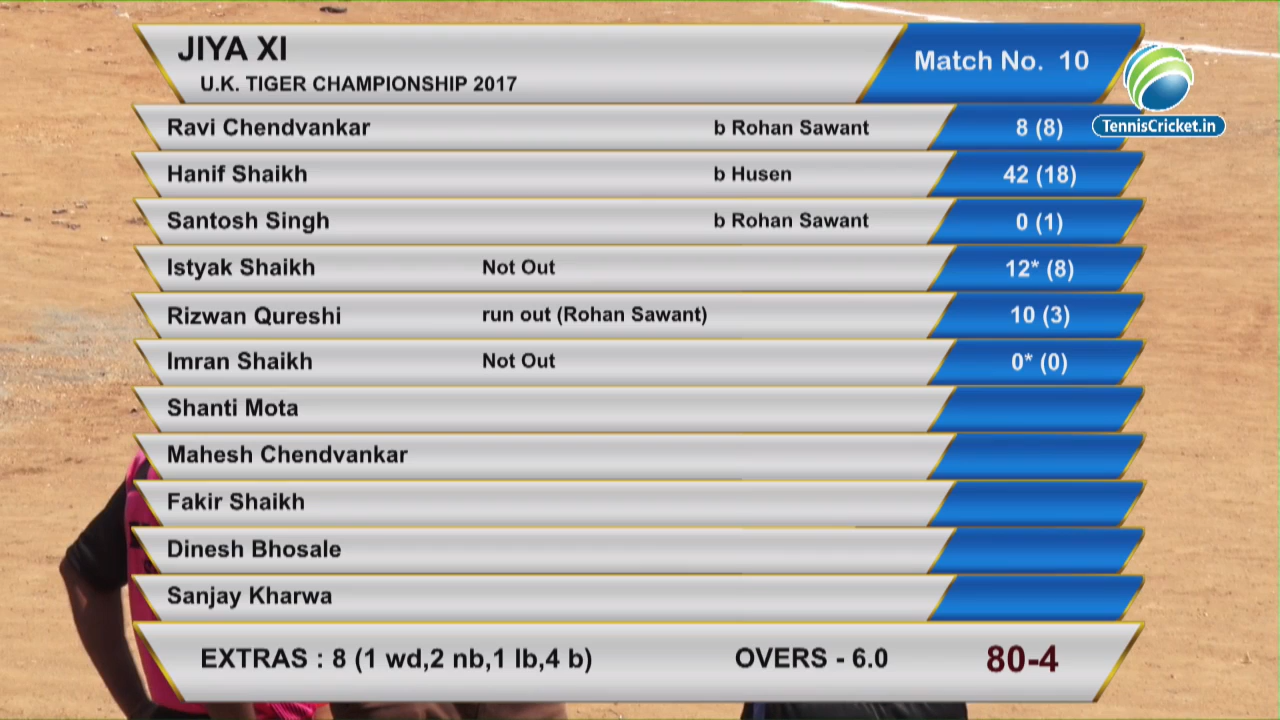 JIYA XI
U.K. TIGER CHAMPIONSHIP 2017
Match No. 10
TennisCricket.in
Ravi Chendvankar b Rohan Sawant 8 (8)
Hanif Shaikh b Husen 42 (18)
Santosh Singh b Rohan Sawant 0 (1)
Istyak Shaikh Not Out 12* (8)
Rizwan Qureshi run out (Rohan Sawant) 10 (3)
Imran Shaikh Not Out 0* (0)
Shanti Mota
Mahesh Chendvankar
Fakir Shaikh
Dinesh Bhosale
Sanjay Kharwa
EXTRAS : 8 (1 wd,2 nb,1 lb,4 b) OVERS - 6.0 80-4